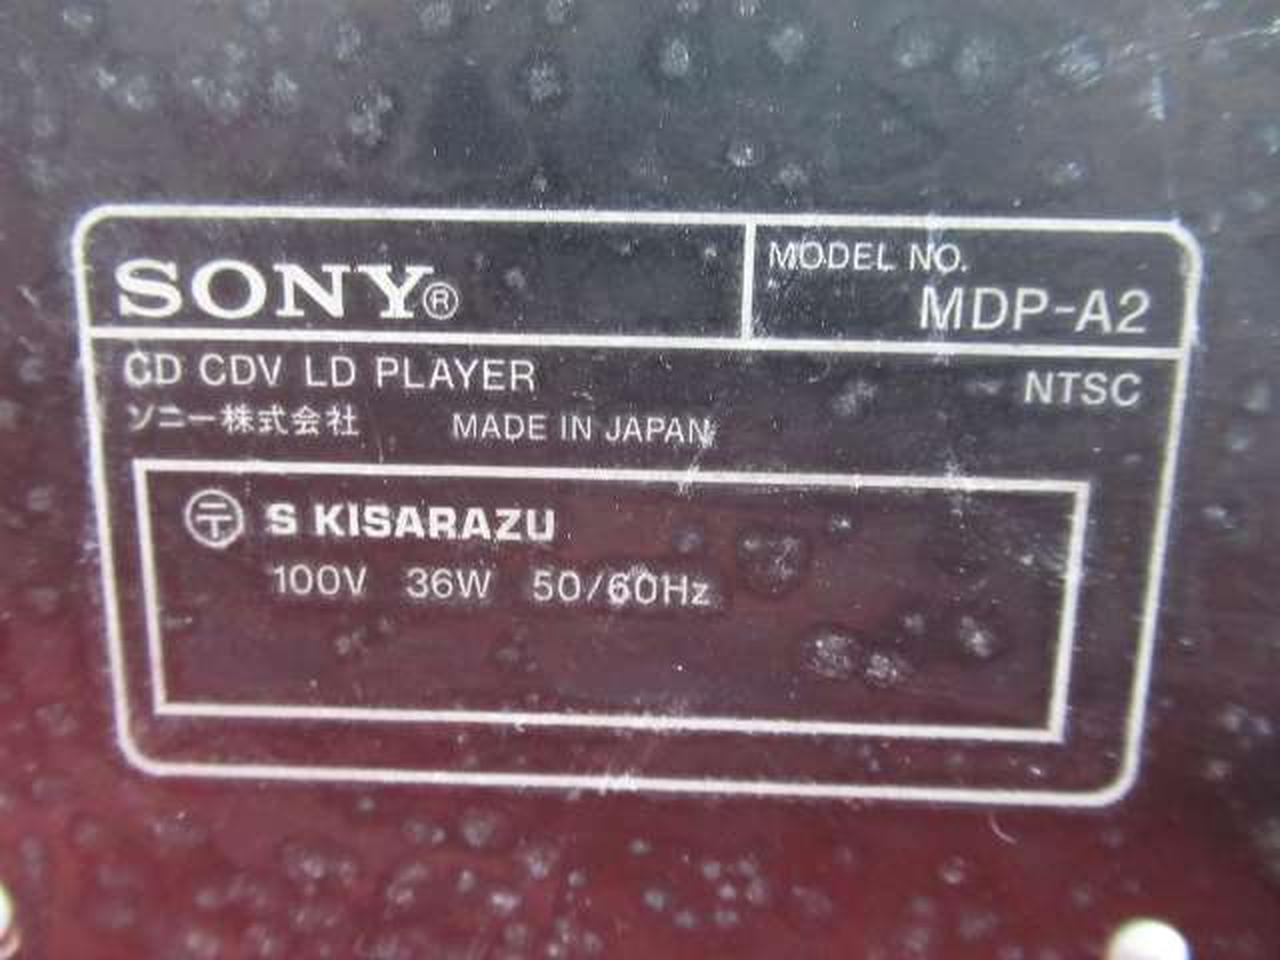 SONY®
MODEL NO.
MDP-A2
CD CDV LD PLAYER
NTSC
ソニー株式会社 MADE IN JAPAN
〒 S KISARAZU
100V 36W 50/60Hz